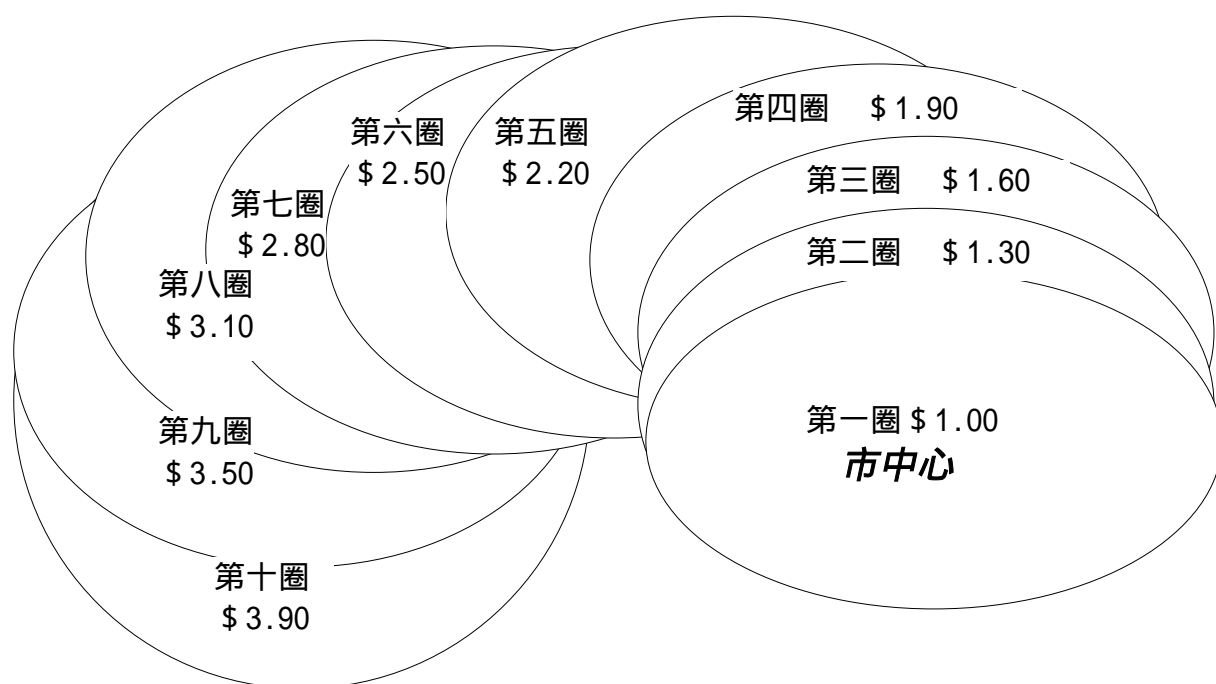 第四圈 $1.90
第三圈 $1.60
第二圈 $1.30
第一圈 $1.00
市中心
第五圈
$2.20
第六圈
$2.50
第七圈
$2.80
第八圈
$3.10
第九圈
$3.50
第十圈
$3.90